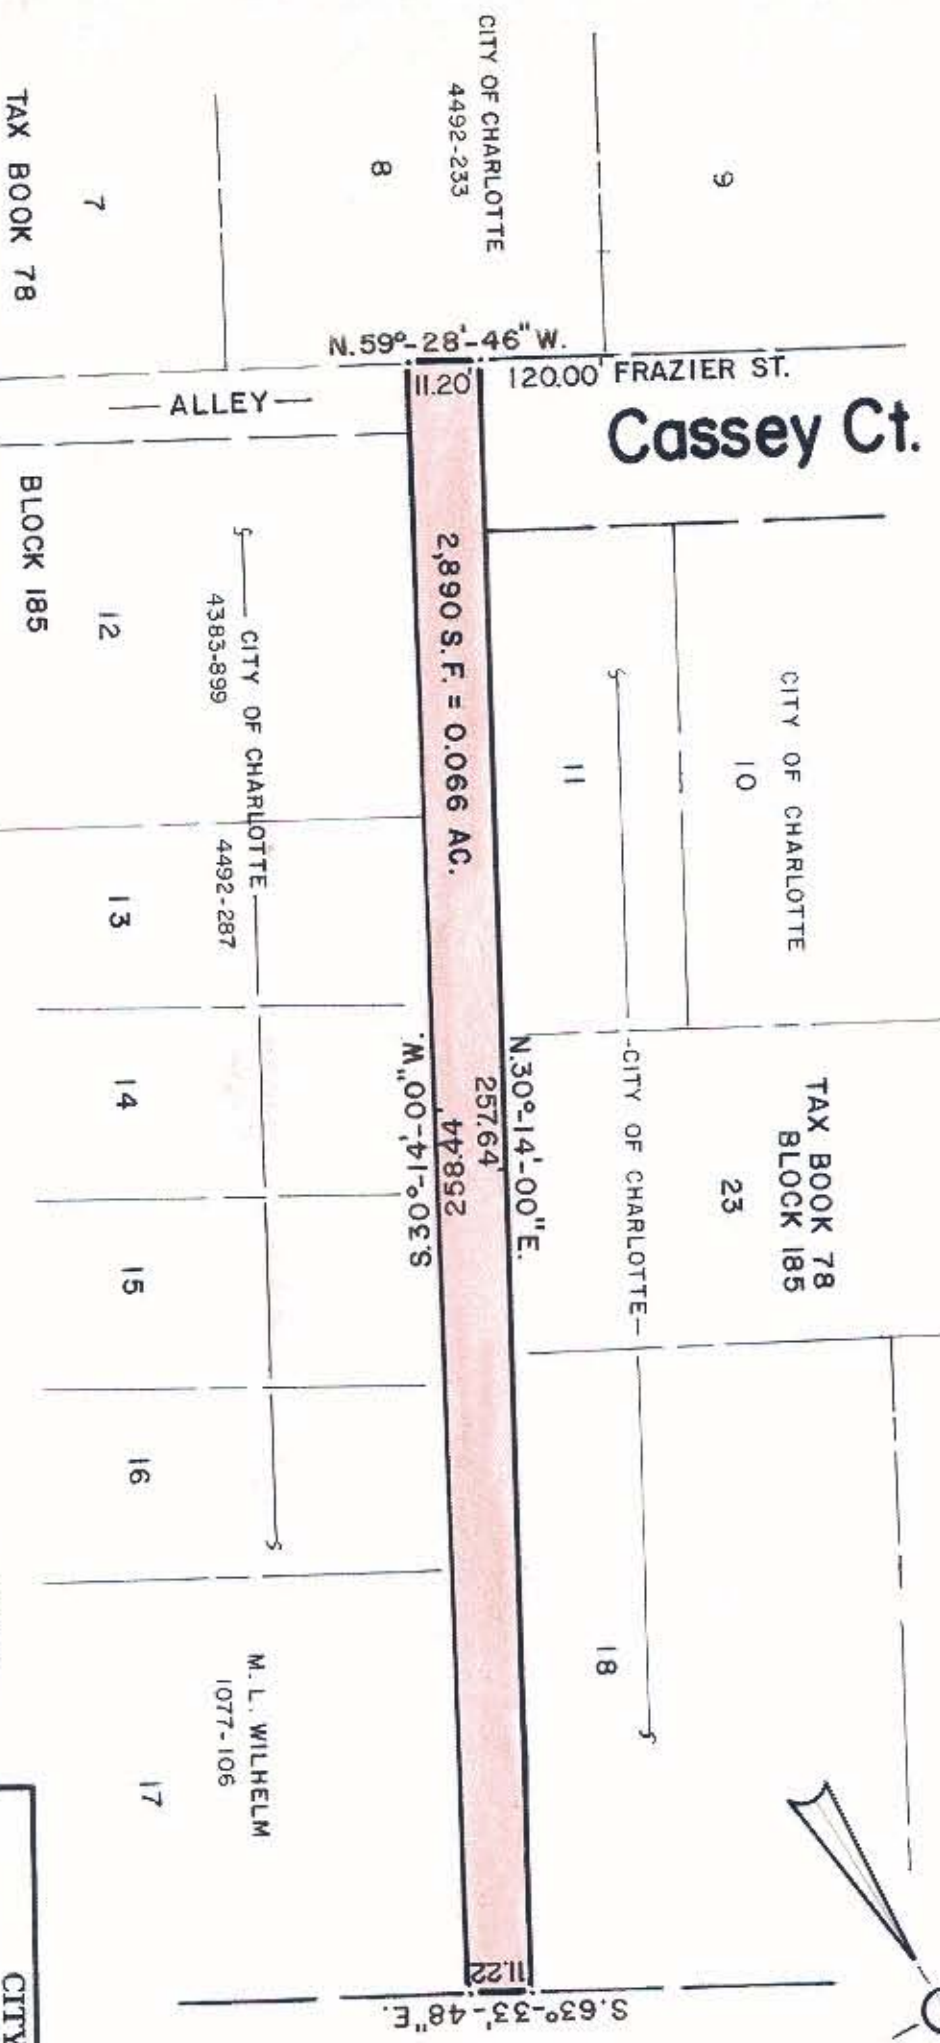 CITY OF CHARLOTTE
4492-233
9
8
7
TAX BOOK 78
N. 59°-28'-46" W.
11.20'
120.00' FRAZIER ST.
ALLEY
Cassey Ct.
BLOCK 185
12
CITY OF CHARLOTTE
4383-899
4492-287
2,890 S. F. = 0.066 AC.
11
CITY OF CHARLOTTE
10
13
14
15
16
N. 30°-14'-00" E.
257.64'
258.44'
S. 30°-14'-00" W.
CITY OF CHARLOTTE
TAX BOOK 78
BLOCK 185
23
18
M. L. WILHELM
1077-106
17
11.22
S. 63°-33'-48" E.
CITY